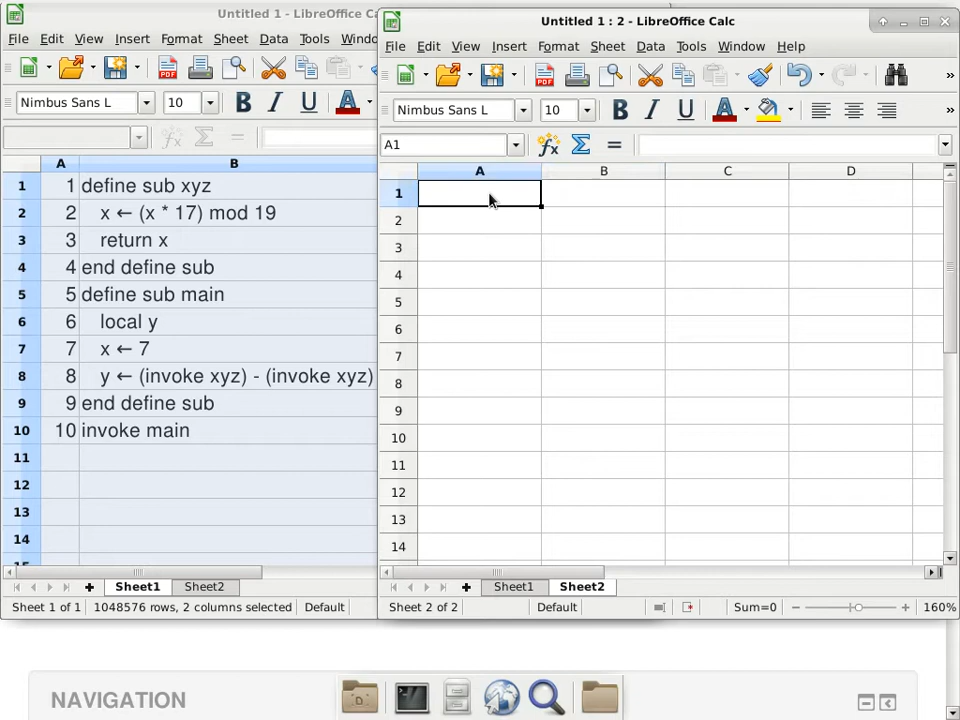 Untitled 1 - LibreOffice Ca
File Edit View Insert Format Sheet Data Tools Windo
Nimbus Sans L 10
A B
1 1 define sub xyz
2 2 x ← (x * 17) mod 19
3 3 return x
4 4 end define sub
5 5 define sub main
6 6 local y
7 7 x ← 7
8 8 y ← (invoke xyz) - (invoke xyz)
9 9 end define sub
10 10 invoke main
11
12
13
14
15
Sheet1 Sheet2
Sheet 1 of 1 1048576 rows, 2 columns selected Default
Untitled 1 : 2 - LibreOffice Calc
File Edit View Insert Format Sheet Data Tools Window Help
Nimbus Sans L 10
A1
A B C D
1
2
3
4
5
6
7
8
9
10
11
12
13
14
Sheet1 Sheet2
Sheet 2 of 2 Default Sum=0 160%
NAVIGATION